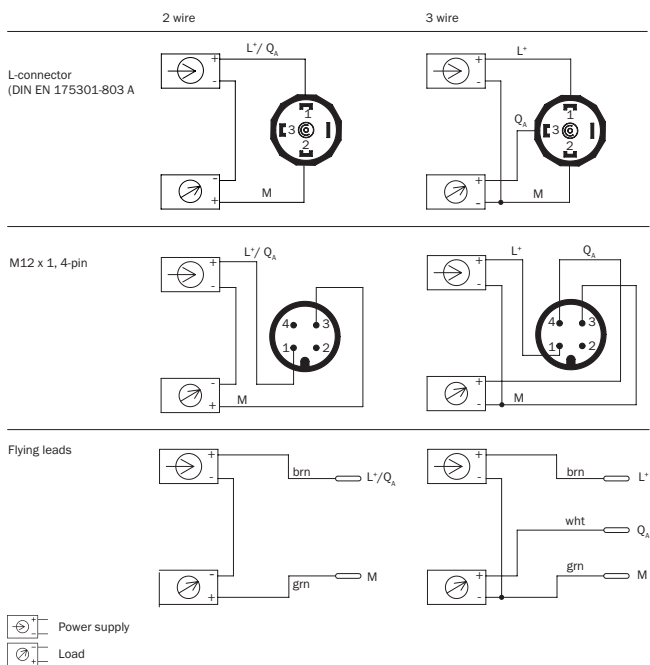 2 wire 3 wire
L⁺/ Qₐ L⁺
+ +
- -
L-connector
(DIN EN 175301-803 A
1 1
3 Qₐ 3
2 2
- +
M M
+ -
M12 x 1, 4-pin
L⁺/ Qₐ L⁺ Qₐ
+ +
- -
4 3 4 3
1 2 1 2
- +
M M
+ -
Flying leads
+ +
brn L⁺/Qₐ brn L⁺
- -
wht Qₐ
- + grn M
+ grn M -
+
- Power supply
- Load
+